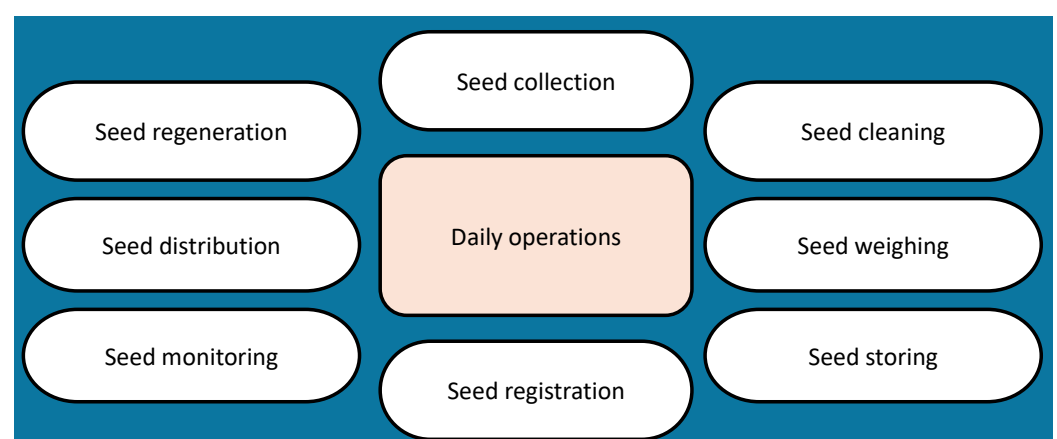 Seed collection
Seed regeneration
Seed cleaning
Daily operations
Seed distribution
Seed weighing
Seed monitoring
Seed storing
Seed registration